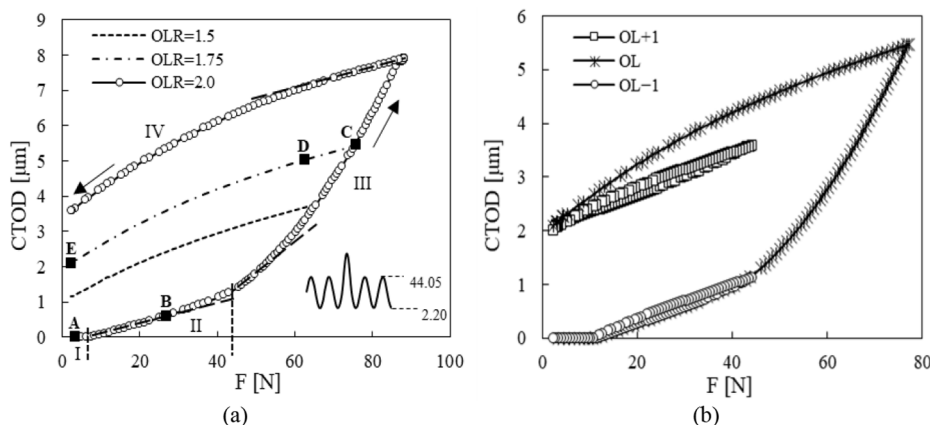 9
8
7
6
5
4
3
2
1
0
CTOD [µm]
OLR=1.5
OLR=1.75
OLR=2.0
IV
D
C
III
E
A
B
I
II
44.05
2.20
0 20 40 60 80 100
F [N]
(a)
6
5
4
3
2
1
0
CTOD [µm]
OL+1
OL
OL−1
0 20 40 60 80
F [N]
(b)